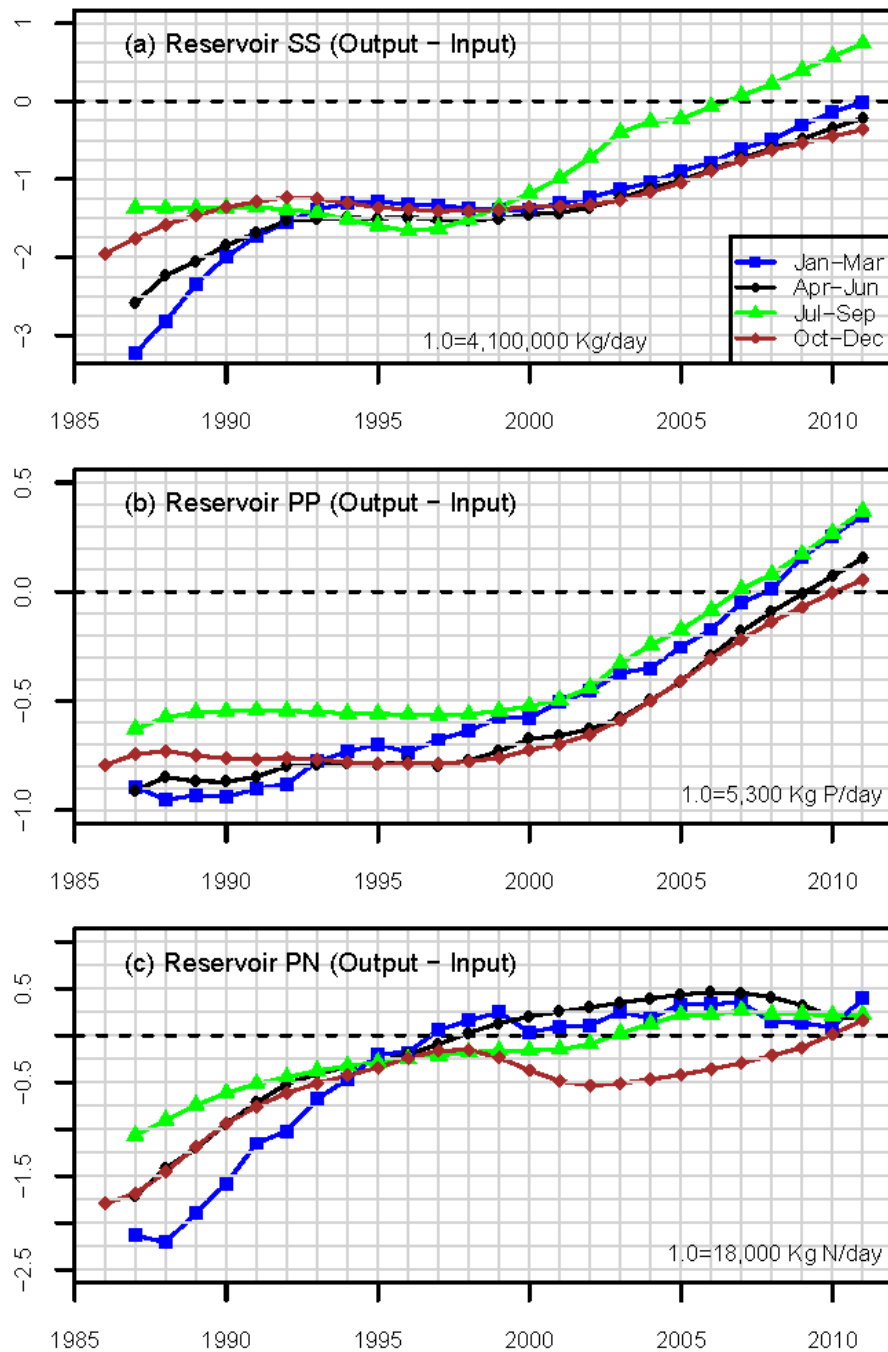 (a) Reservoir SS (Output − Input)
1
0
−1
−2
−3
Jan−Mar
Apr−Jun
Jul−Sep
Oct−Dec
1.0=4,100,000 Kg/day
1985 1990 1995 2000 2005 2010
(b) Reservoir PP (Output − Input)
0.5
0.0
−0.5
−1.0
1.0=5,300 Kg P/day
1985 1990 1995 2000 2005 2010
(c) Reservoir PN (Output − Input)
0.5
−0.5
−1.5
−2.5
1.0=18,000 Kg N/day
1985 1990 1995 2000 2005 2010